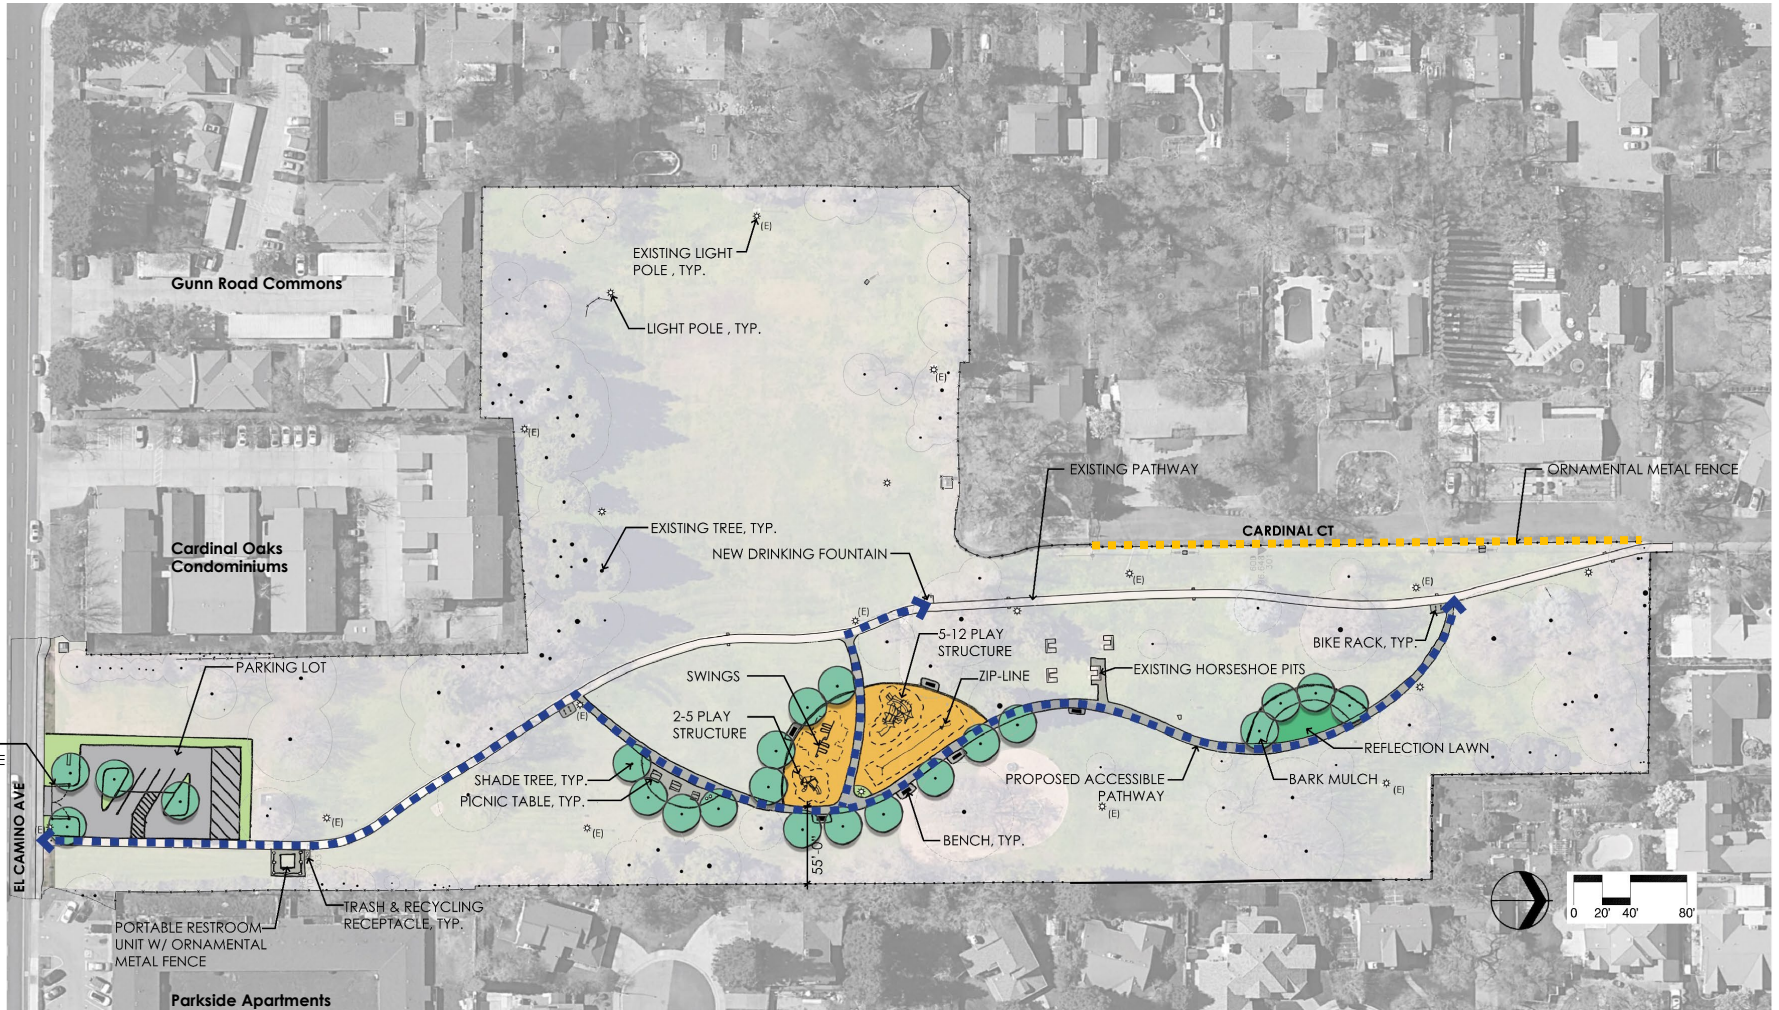 Gunn Road Commons
EXISTING LIGHT
POLE , TYP.
(E)
LIGHT POLE , TYP.
(E)
(E)
EXISTING PATHWAY
ORNAMENTAL METAL FENCE
CARDINAL CT
EXISTING TREE, TYP.
NEW DRINKING FOUNTAIN
Cardinal Oaks
Condominiums
(E)
(E)
(E)
5-12 PLAY
STRUCTURE
BIKE RACK, TYP.
PARKING LOT
SWINGS
ZIP-LINE
EXISTING HORSESHOE PITS
2-5 PLAY
STRUCTURE
(E)
REFLECTION LAWN
SHADE TREE, TYP.
PICNIC TABLE, TYP.
PROPOSED ACCESSIBLE
PATHWAY
BARK MULCH
(E)
(E)
(E)
(E)
BENCH, TYP.
EL CAMINO AVE
55'-0"
TRASH & RECYCLING
RECEPTACLE, TYP.
PORTABLE RESTROOM
UNIT W/ ORNAMENTAL
METAL FENCE
0 20' 40' 80'
Parkside Apartments